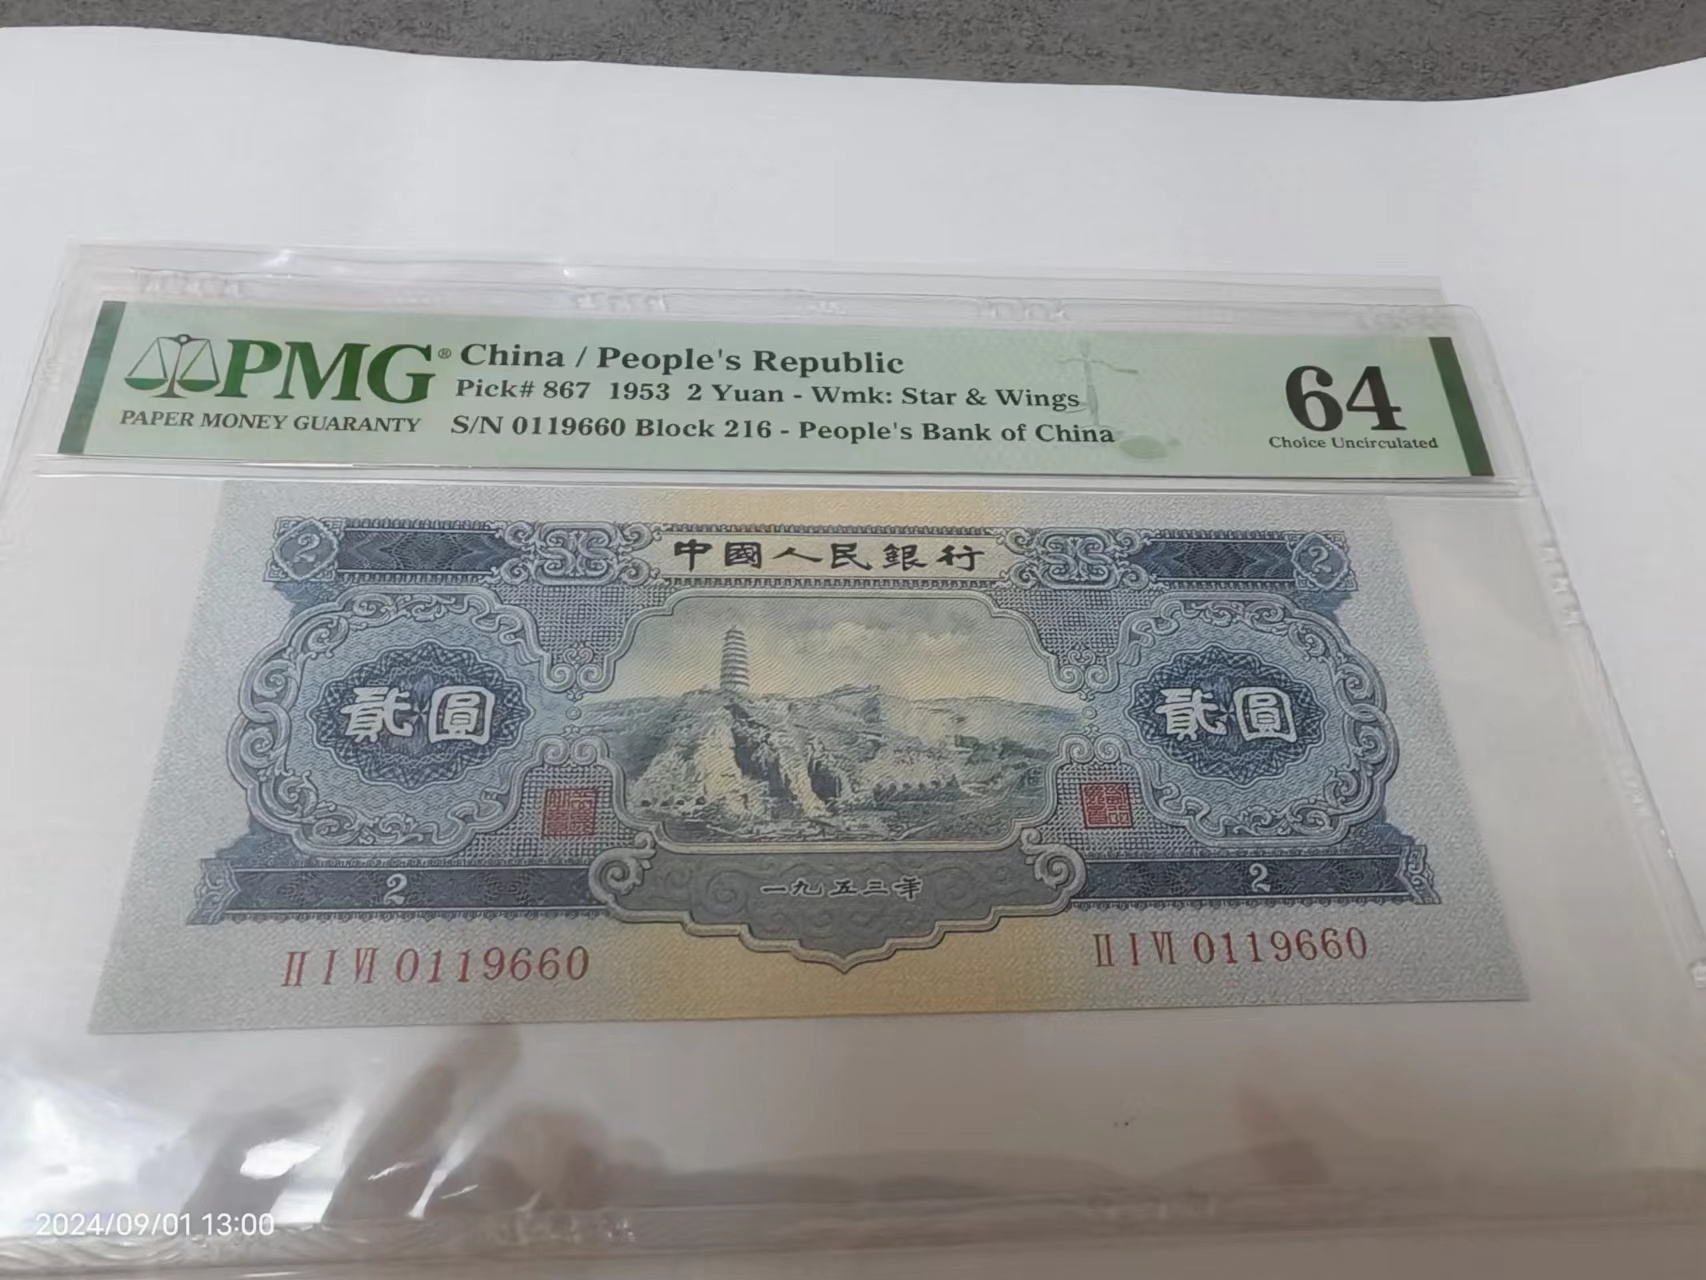 PMG® China / People's Republic
Pick# 867 1953 2 Yuan - Wmk: Star & Wings
PAPER MONEY GUARANTY S/N 0119660 Block 216 - People's Bank of China
64
Choice Uncirculated
2 中國人民銀行 2
貳圓 貳圓
一九五三年
2 2
II I VI 0119660 II I VI 0119660
2024/09/01 13:00